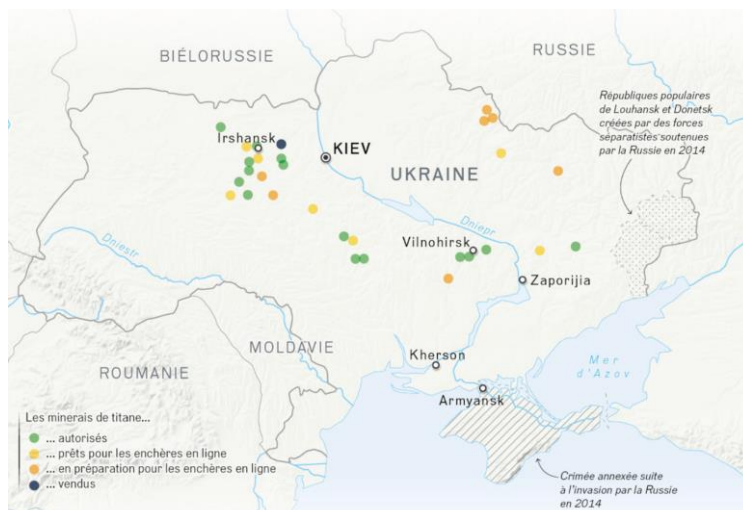 BIÉLORUSSIE
RUSSIE
Républiques populaires
de Louhansk et Donetsk
créées par des forces
séparatistes soutenues
par la Russie en 2014
Irshansk
KIEV
UKRAINE
Dniepr
Dniestr
Vilnohirsk
Zaporijia
MOLDAVIE
Kherson
Mer
d'Azov
ROUMANIE
Armyansk
Les minerais de titane...
... autorisés
... prêts pour les enchères en ligne
... en préparation pour les enchères en ligne
... vendus
Crimée annexée suite
à l'invasion par la Russie
en 2014